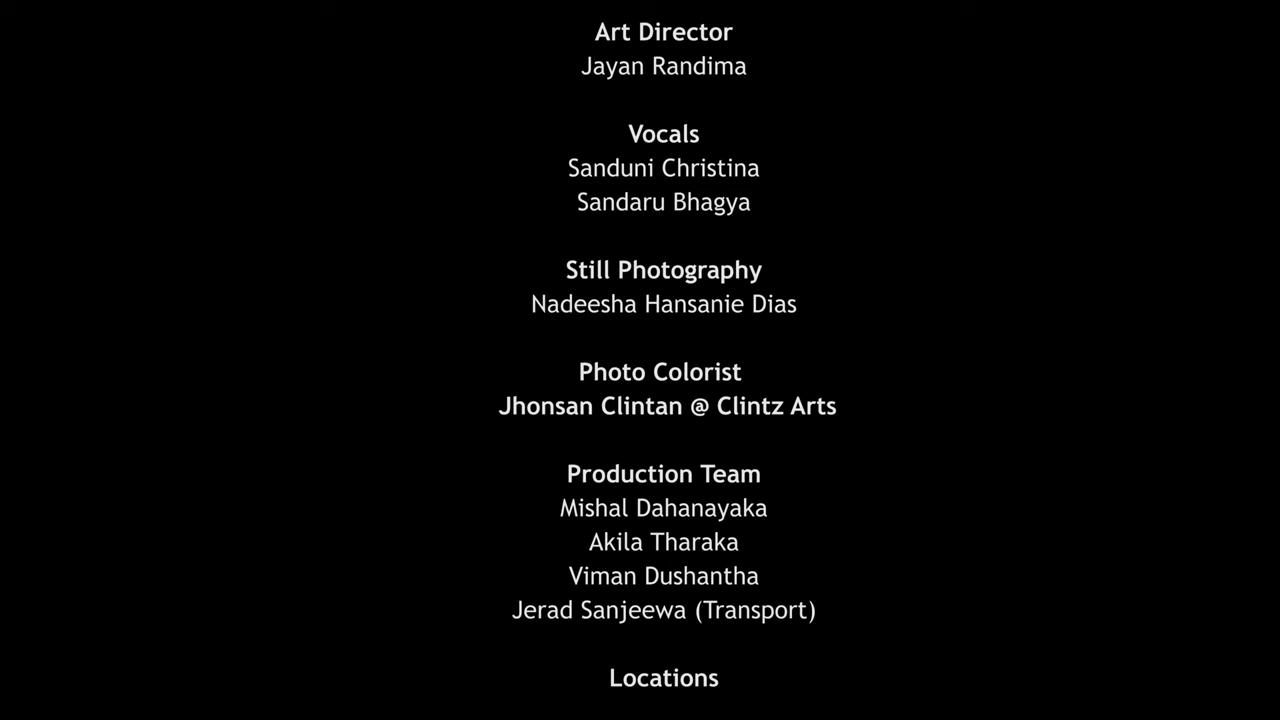 Art Director
Jayan Randima
Vocals
Sanduni Christina
Sandaru Bhagya
Still Photography
Nadeesha Hansanie Dias
Photo Colorist
Jhonsan Clintan @ Clintz Arts
Production Team
Mishal Dahanayaka
Akila Tharaka
Viman Dushantha
Jerad Sanjeewa (Transport)
Locations